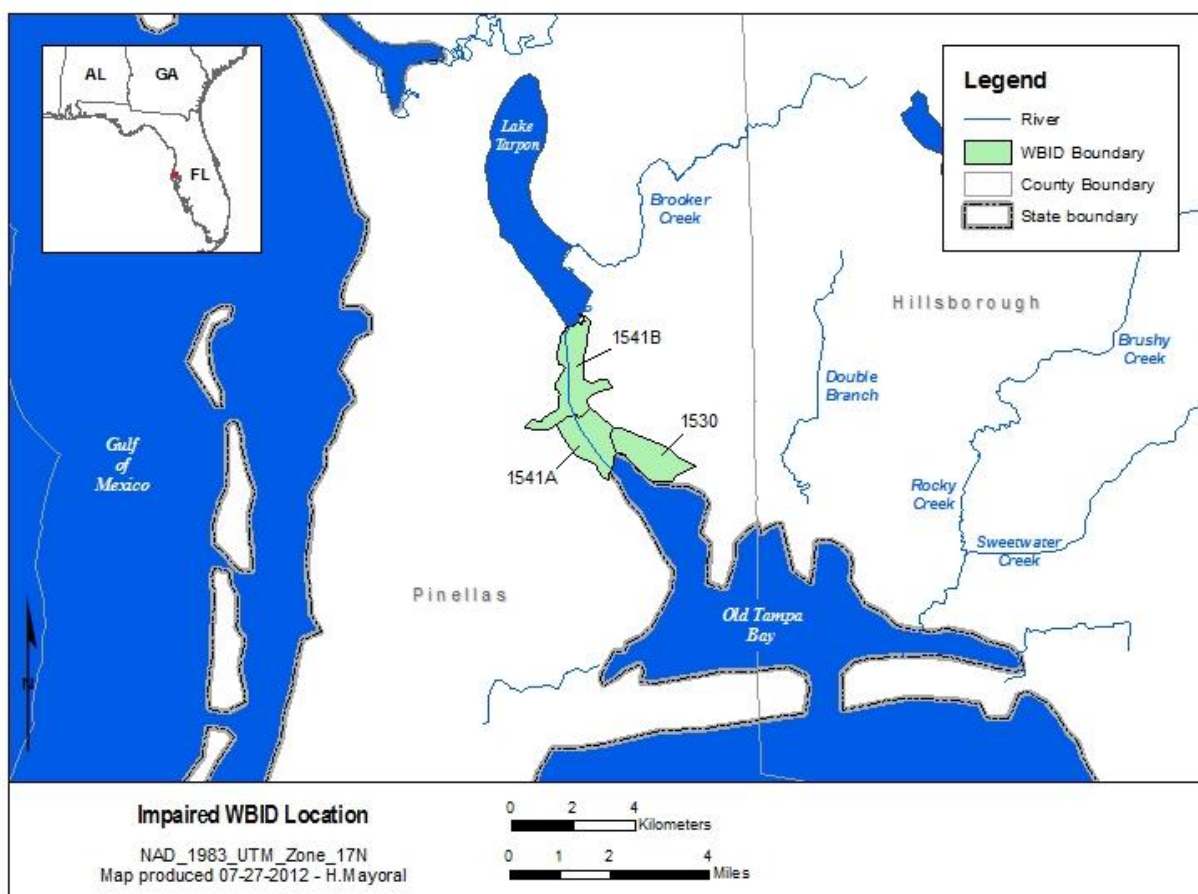 AL
GA
FL
Legend
River
WBID Boundary
County Boundary
State boundary
Lake
Tarpon
Brooker
Creek
Hillsborough
1541B
Brushy
Creek
Double
Branch
1530
Gulf
of
Mexico
1541A
Rocky
Creek
Sweetwater
Creek
Pinellas
Old Tampa
Bay
N
Impaired WBID Location
NAD_1983_UTM_Zone_17N
Map produced 07-27-2012 - H.Mayoral
0 2 4
Kilometers
0 1 2 4
Miles